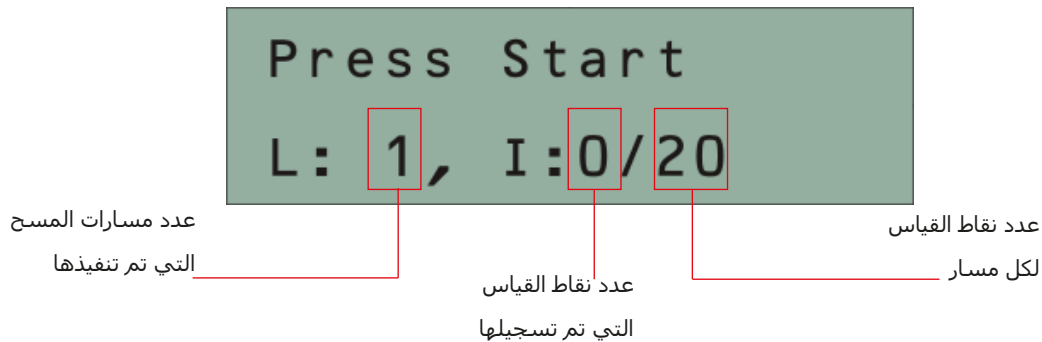 Press Start
L: 1, I:0/20
عدد مسارات المسح
التي تم تنفيذها
عدد نقاط القياس
التي تم تسجيلها
عدد نقاط القياس
لكل مسار